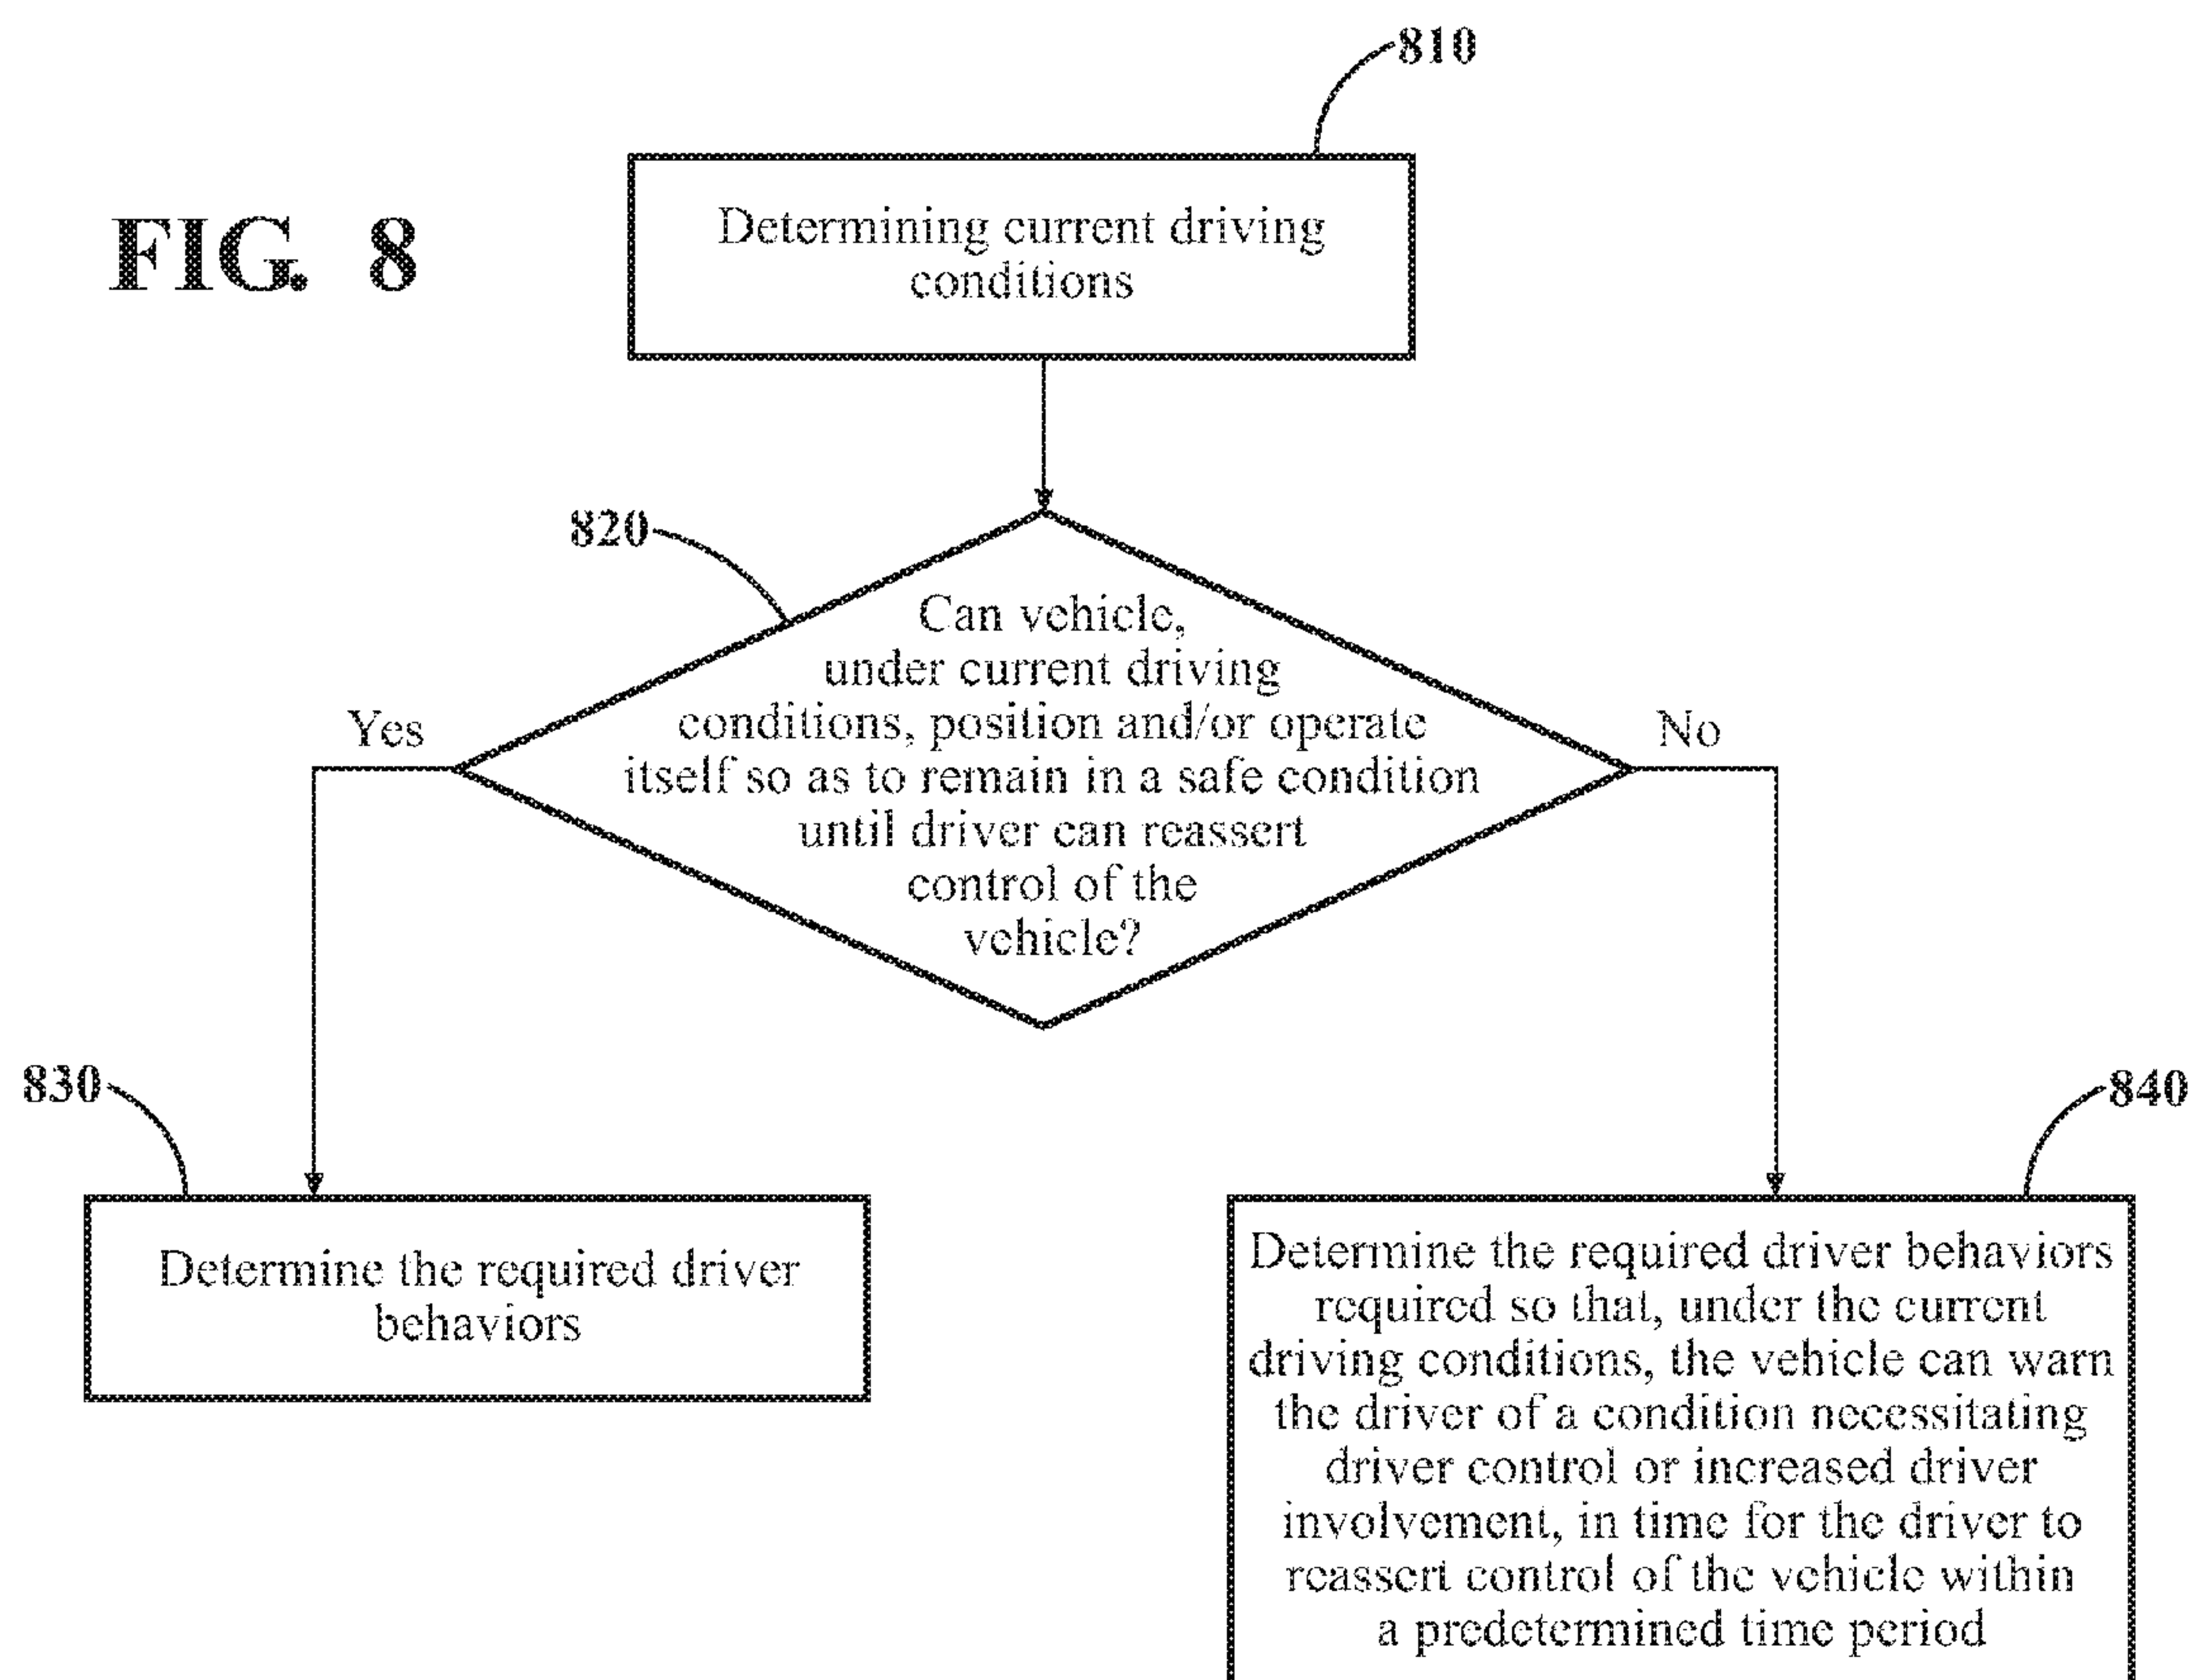 810
FIG. 8
Determining current driving
conditions
820
Can vehicle,
under current driving
conditions, position and/or operate
itself so as to remain in a safe condition
until driver can reassert
control of the
vehicle?
Yes
No
830
840
Determine the required driver
behaviors
Determine the required driver behaviors
required so that, under the current
driving conditions, the vehicle can warn
the driver of a condition necessitating
driver control or increased driver
involvement, in time for the driver to
reassert control of the vehicle within
a predetermined time period